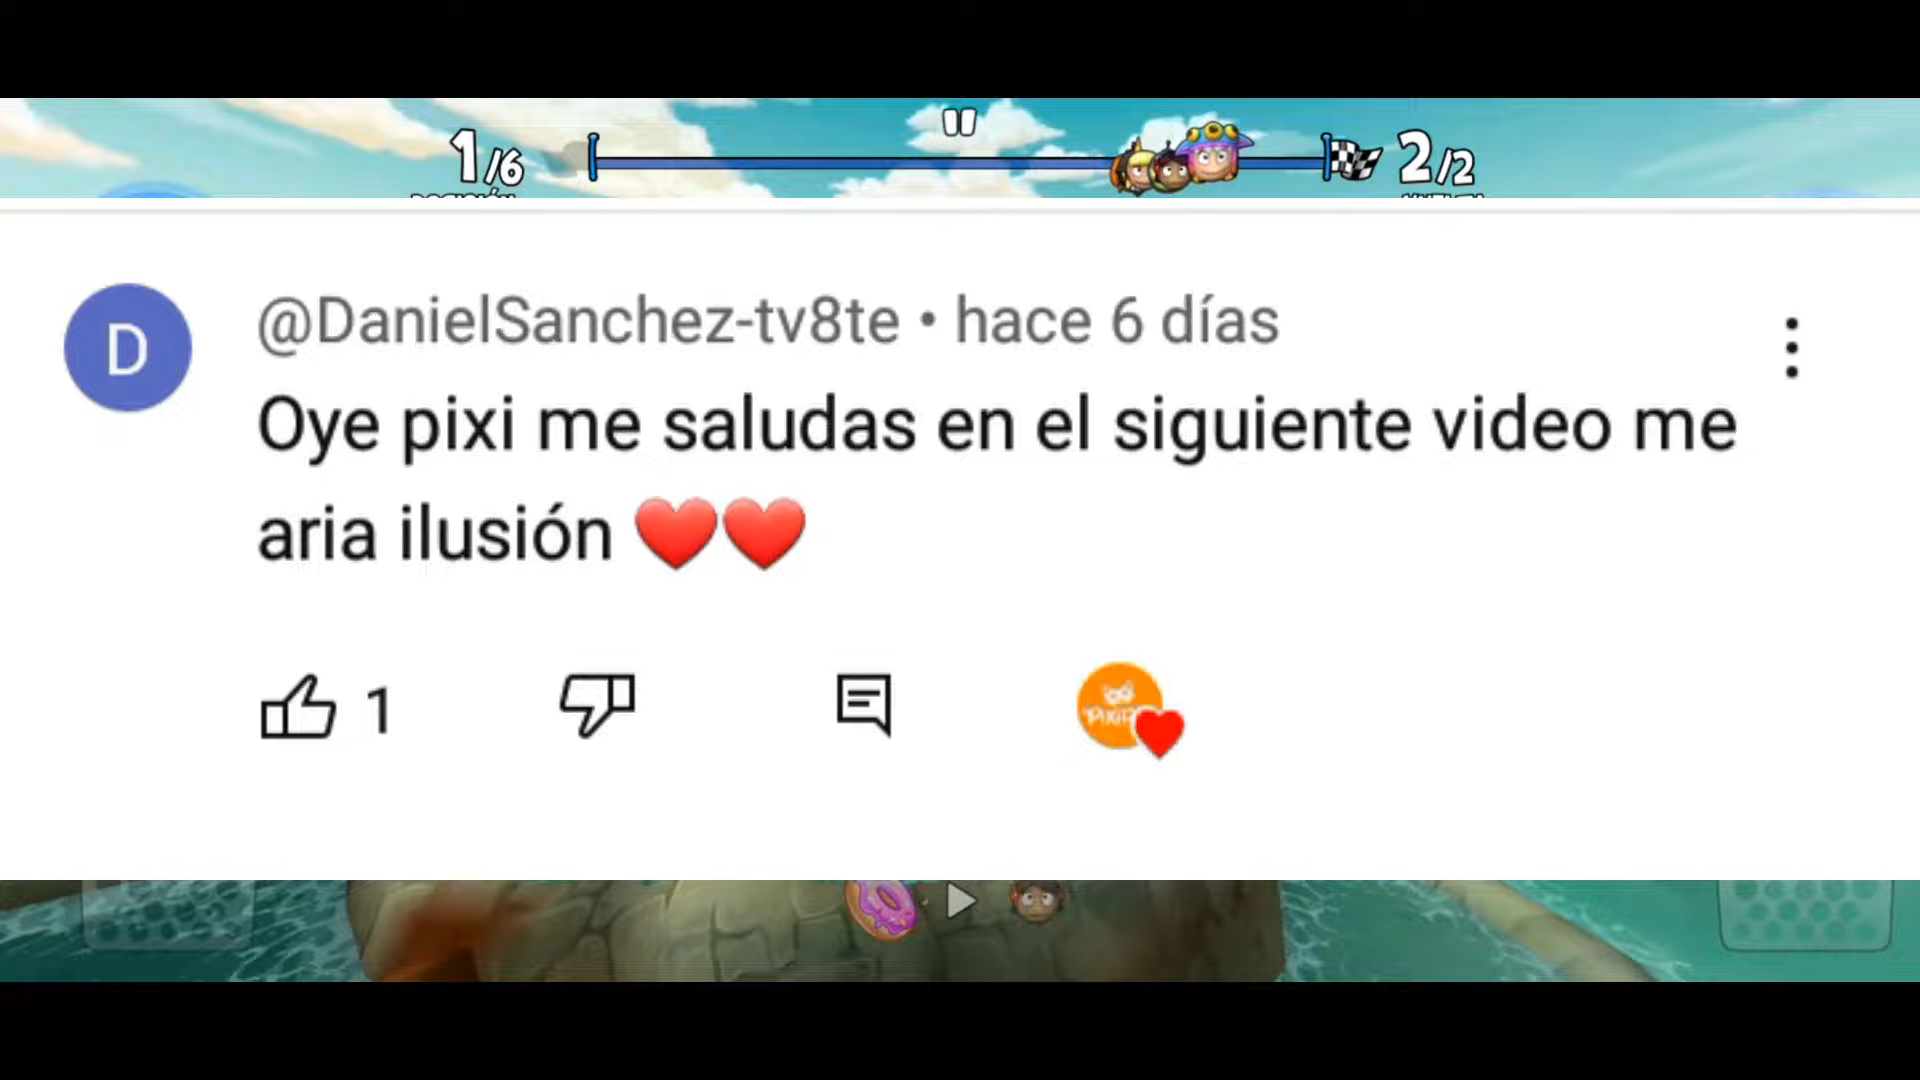 1/6
2/2
D
@DanielSanchez-tv8te • hace 6 días
Oye pixi me saludas en el siguiente video me
aria ilusión ❤️❤️
1